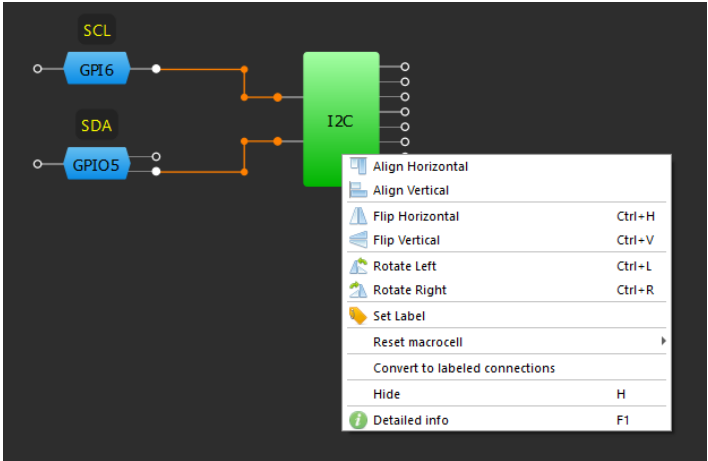 SCL
GPI6
SDA
GPIO5
I2C
Align Horizontal
Align Vertical
Flip Horizontal Ctrl+H
Flip Vertical Ctrl+V
Rotate Left Ctrl+L
Rotate Right Ctrl+R
Set Label
Reset macrocell
Convert to labeled connections
Hide H
Detailed info F1